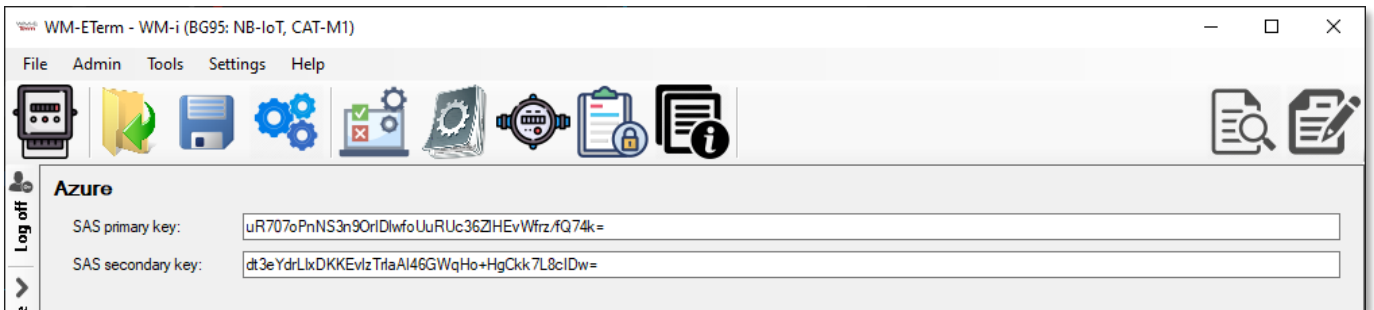 WM-ETerm - WM-i (BG95: NB-IoT, CAT-M1)
File Admin Tools Settings Help
Log off
Azure
SAS primary key: uR707oPnNS3n9OrIDlwfoUuRUc36ZlHEvWfrz/fQ74k=
SAS secondary key: dt3eYdrLlxDKKEvlzTrlaAl46GWqHo+HgCkk7L8clDw=